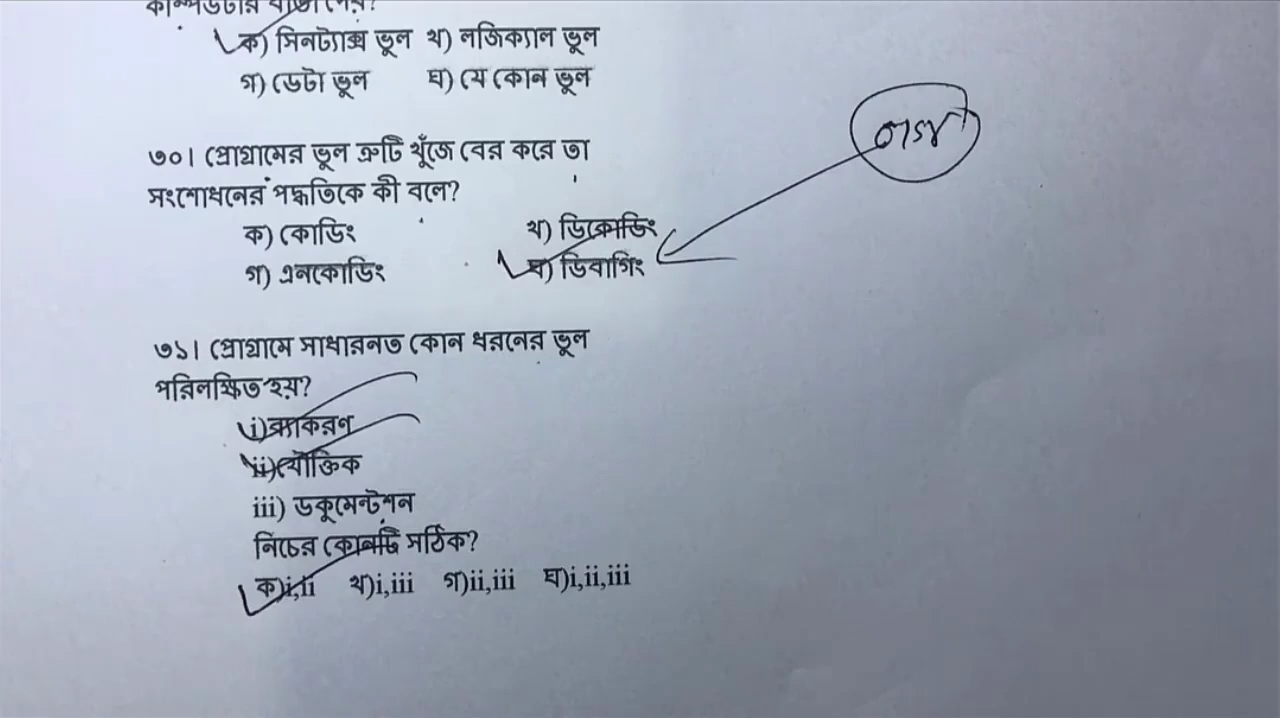 ক) সিনট্যাক্স ভুল খ) লজিক্যাল ভুল
গ) ডেটা ভুল ঘ) যে কোন ভুল
৩০। প্রোগ্রামের ভুল ত্রুটি খুঁজে বের করে তা
সংশোধনের পদ্ধতিকে কী বলে?
ক) কোডিং খ) ডিকোডিং
গ) এনকোডিং ঘ) ডিবাগিং
৩১। প্রোগ্রামে সাধারনত কোন ধরনের ভুল
পরিলক্ষিত হয়?
i)ব্যাকরণ
ii)যৌক্তিক
iii) ডকুমেন্টেশন
নিচের কোনটি সঠিক?
ক)i,ii খ)i,iii গ)ii,iii ঘ)i,ii,iii